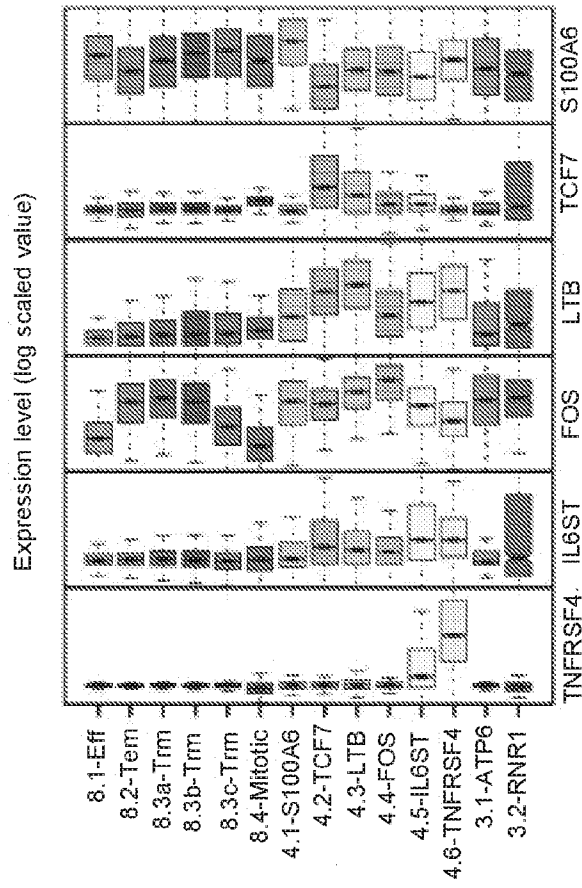 Expression level (log scaled value)
S100A6
TCF7
LTB
FOS
IL6ST
TNFRSF4.
8.1-Eff
8.2-Tem
8.3a-Trm
8.3b-Trm
8.3c-Trm
8.4-Mitotic
4.1-S100A6
4.2-TCF7
4.3-LTB
4.4-FOS
4.5-IL6ST
4.6-TNFRSF4
3.1-ATP6
3.2-RNR1